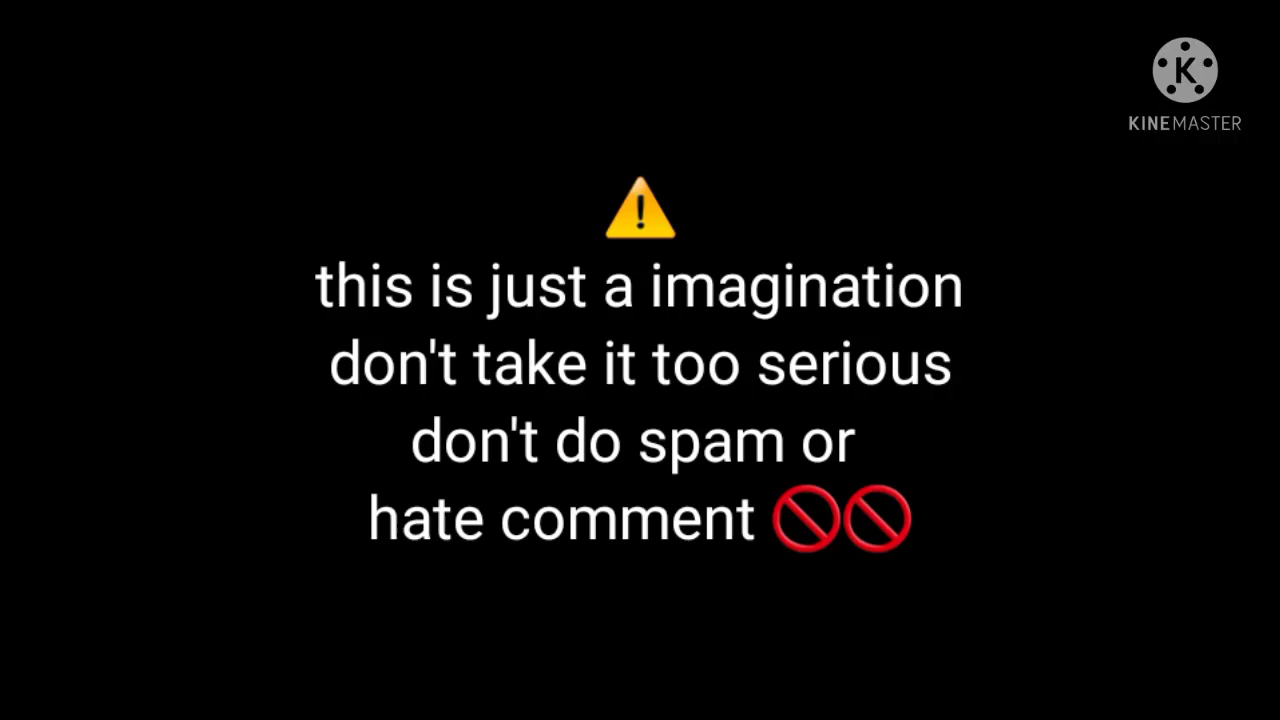 K
KINEMASTER
⚠️
this is just a imagination
don't take it too serious
don't do spam or
hate comment 🚫🚫